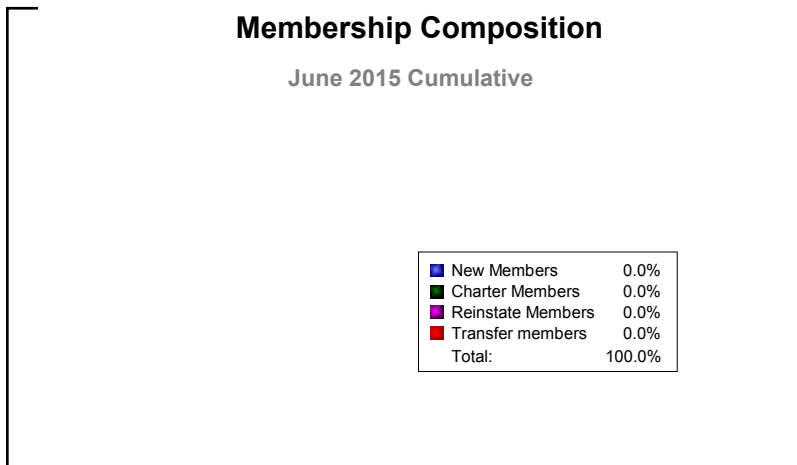 Membership Composition
June 2015 Cumulative
New Members 0.0%
Charter Members 0.0%
Reinstate Members 0.0%
Transfer members 0.0%
Total: 100.0%